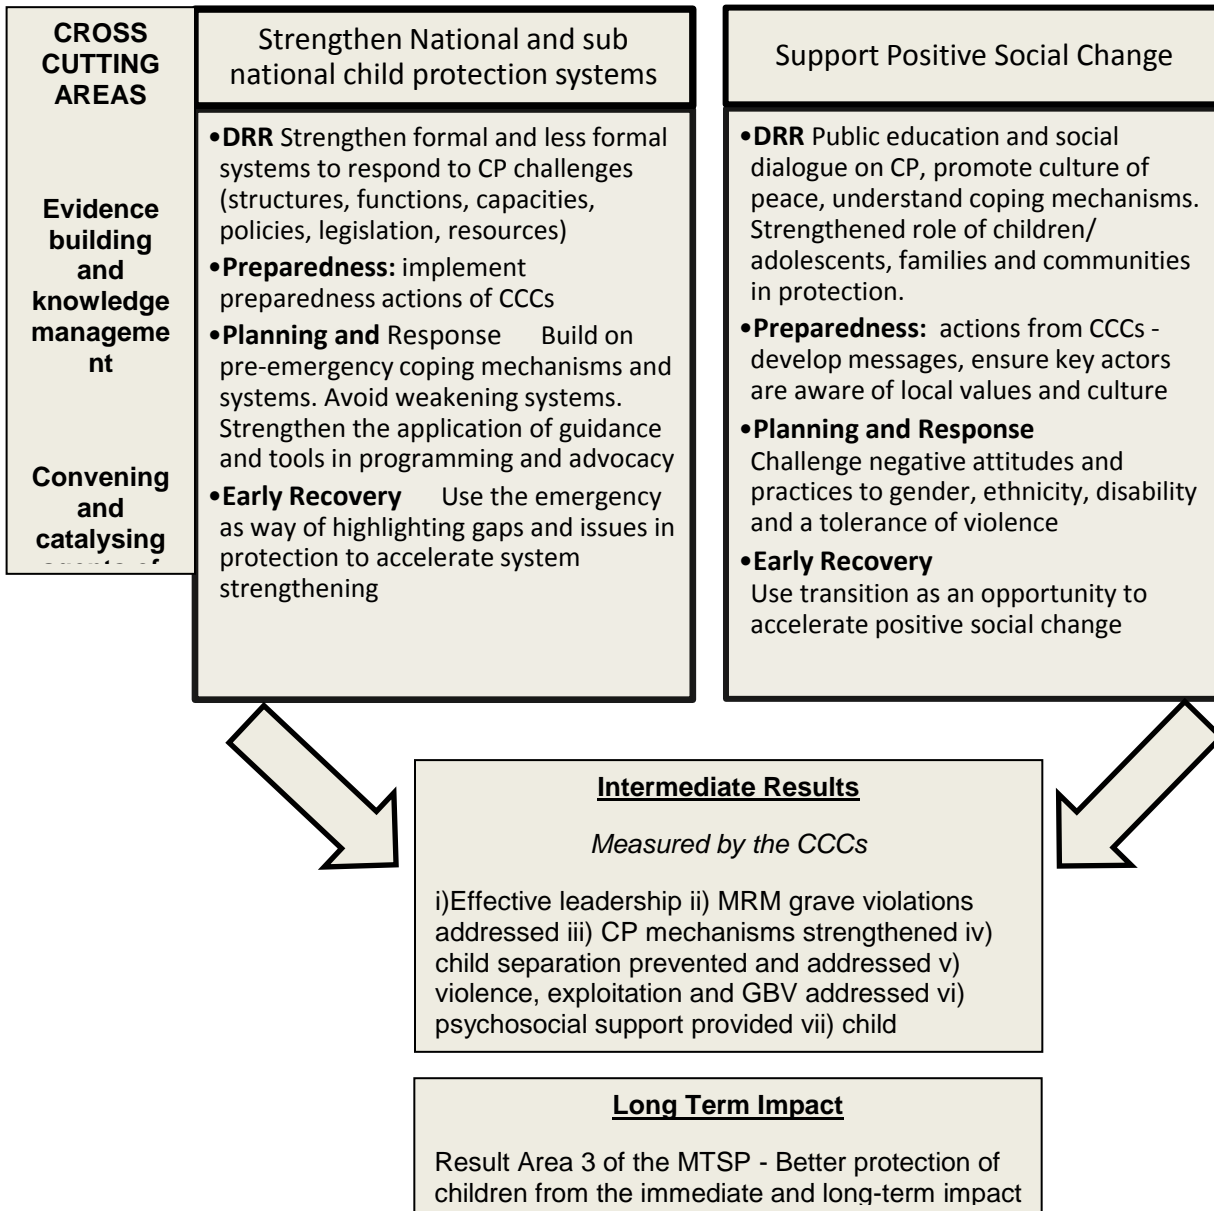 CROSS
CUTTING
AREAS
Evidence
building
and
knowledge
manageme
nt
Convening
and
catalysing
Strengthen National and sub
national child protection systems
•DRR Strengthen formal and less formal
systems to respond to CP challenges
(structures, functions, capacities,
policies, legislation, resources)
•Preparedness: implement
preparedness actions of CCCs
•Planning and Response Build on
pre-emergency coping mechanisms and
systems. Avoid weakening systems.
Strengthen the application of guidance
and tools in programming and advocacy
•Early Recovery Use the emergency
as way of highlighting gaps and issues in
protection to accelerate system
strengthening
Support Positive Social Change
•DRR Public education and social
dialogue on CP, promote culture of
peace, understand coping mechanisms.
Strengthened role of children/
adolescents, families and communities
in protection.
•Preparedness: actions from CCCs -
develop messages, ensure key actors
are aware of local values and culture
•Planning and Response
Challenge negative attitudes and
practices to gender, ethnicity, disability
and a tolerance of violence
•Early Recovery
Use transition as an opportunity to
accelerate positive social change
Intermediate Results
Measured by the CCCs
i)Effective leadership ii) MRM grave violations
addressed iii) CP mechanisms strengthened iv)
child separation prevented and addressed v)
violence, exploitation and GBV addressed vi)
psychosocial support provided vii) child
Long Term Impact
Result Area 3 of the MTSP - Better protection of
children from the immediate and long-term impact